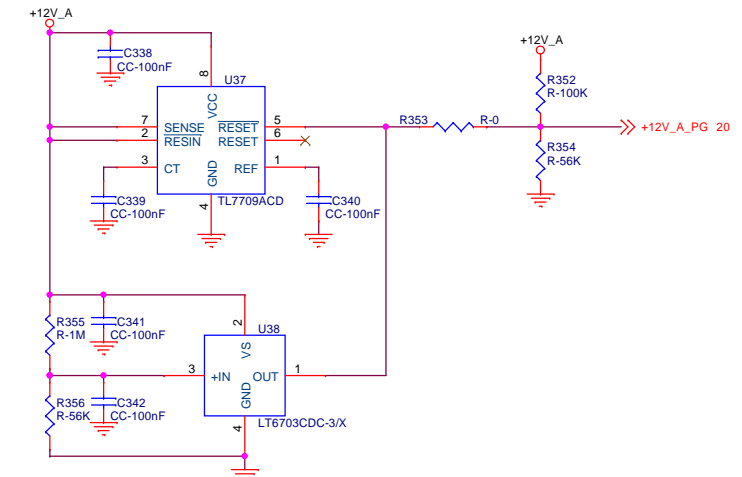 +12V_A
C338
CC-100nF
8
U37
VCC
7
SENSE
RESET
5
2
RESIN
RESET
6
3
CT
REF
1
GND
4
TL7709ACD
C339
CC-100nF
C340
CC-100nF
R353
R-0
+12V_A
R352
R-100K
+12V_A_PG 20
R354
R-56K
R355
R-1M
C341
CC-100nF
2
U38
VS
3
+IN
OUT
1
GND
4
LT6703CDC-3/X
R356
R-56K
C342
CC-100nF